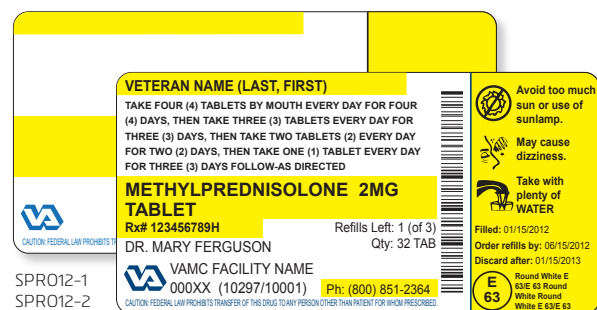 VETERAN NAME (LAST, FIRST)
TAKE FOUR (4) TABLETS BY MOUTH EVERY DAY FOR FOUR
(4) DAYS, THEN TAKE THREE (3) TABLETS EVERY DAY FOR
THREE (3) DAYS, THEN TAKE TWO TABLETS (2) EVERY DAY
FOR TWO (2) DAYS, THEN TAKE ONE (1) TABLET EVERY DAY
FOR THREE (3) DAYS FOLLOW-AS DIRECTED
METHYLPREDNISOLONE 2MG
TABLET
Rx# 123456789H
Refills Left: 1 (of 3)
DR. MARY FERGUSON
Qty: 32 TAB
VA
VAMC FACILITY NAME
000XX (10297/10001)
Ph: (800) 851-2364
CAUTION: FEDERAL LAW PROHIBITS TRANSFER OF THIS DRUG TO ANY PERSON OTHER THAN PATIENT FOR WHOM PRESCRIBED.
Avoid too much
sun or use of
sunlamp.
May cause
dizziness.
Take with
plenty of
WATER
Filled: 01/15/2012
Order refills by: 06/15/2012
Discard after: 01/15/2013
E
63
Round White E
63/E 63 Round
White Round
White E 63/E 63
VA
CAUTION: FEDERAL LAW PROHIBITS TR
SPRO12-1
SPRO12-2